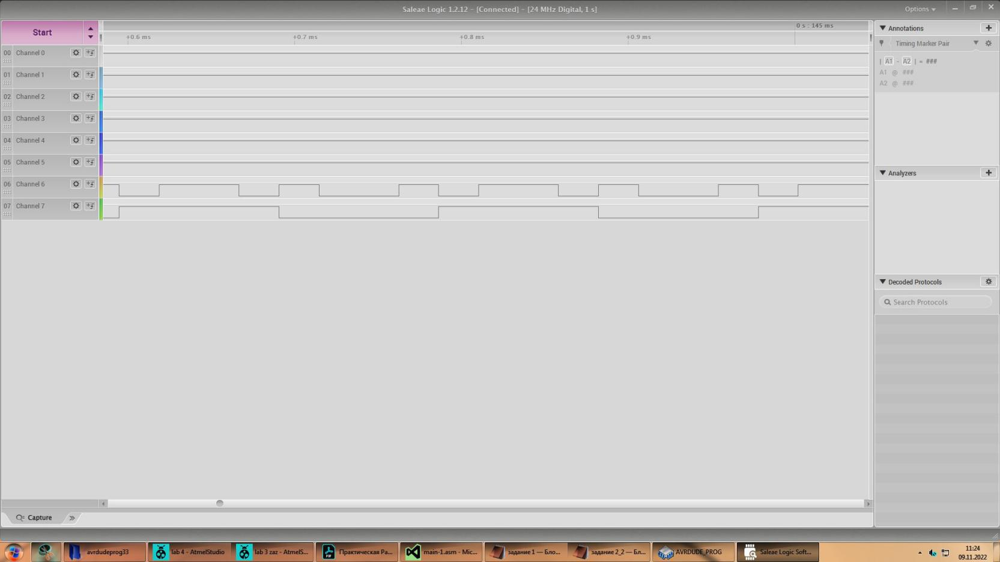 Saleae Logic 1.2.12 - [Connected] - [24 MHz Digital, 1 s]
Options
Start
0 s : 145 ms
+0.6 ms
+0.7 ms
+0.8 ms
+0.9 ms
00 Channel 0
01 Channel 1
02 Channel 2
03 Channel 3
04 Channel 4
05 Channel 5
06 Channel 6
07 Channel 7
Annotations
Timing Marker Pair
| A1 - A2 | = ###
A1 @ ###
A2 @ ###
Analyzers
Decoded Protocols
Search Protocols
Capture
avrdudeprog33
lab 4 - AtmelStudio
lab 3 zaz - AtmelS...
PDF
Практическая Ра...
main-1.asm - Mic...
задание 1 — Бло...
задание 2_2 — Бл...
AVRDUDE_PROG
Saleae Logic Soft...
11:24
09.11.2022